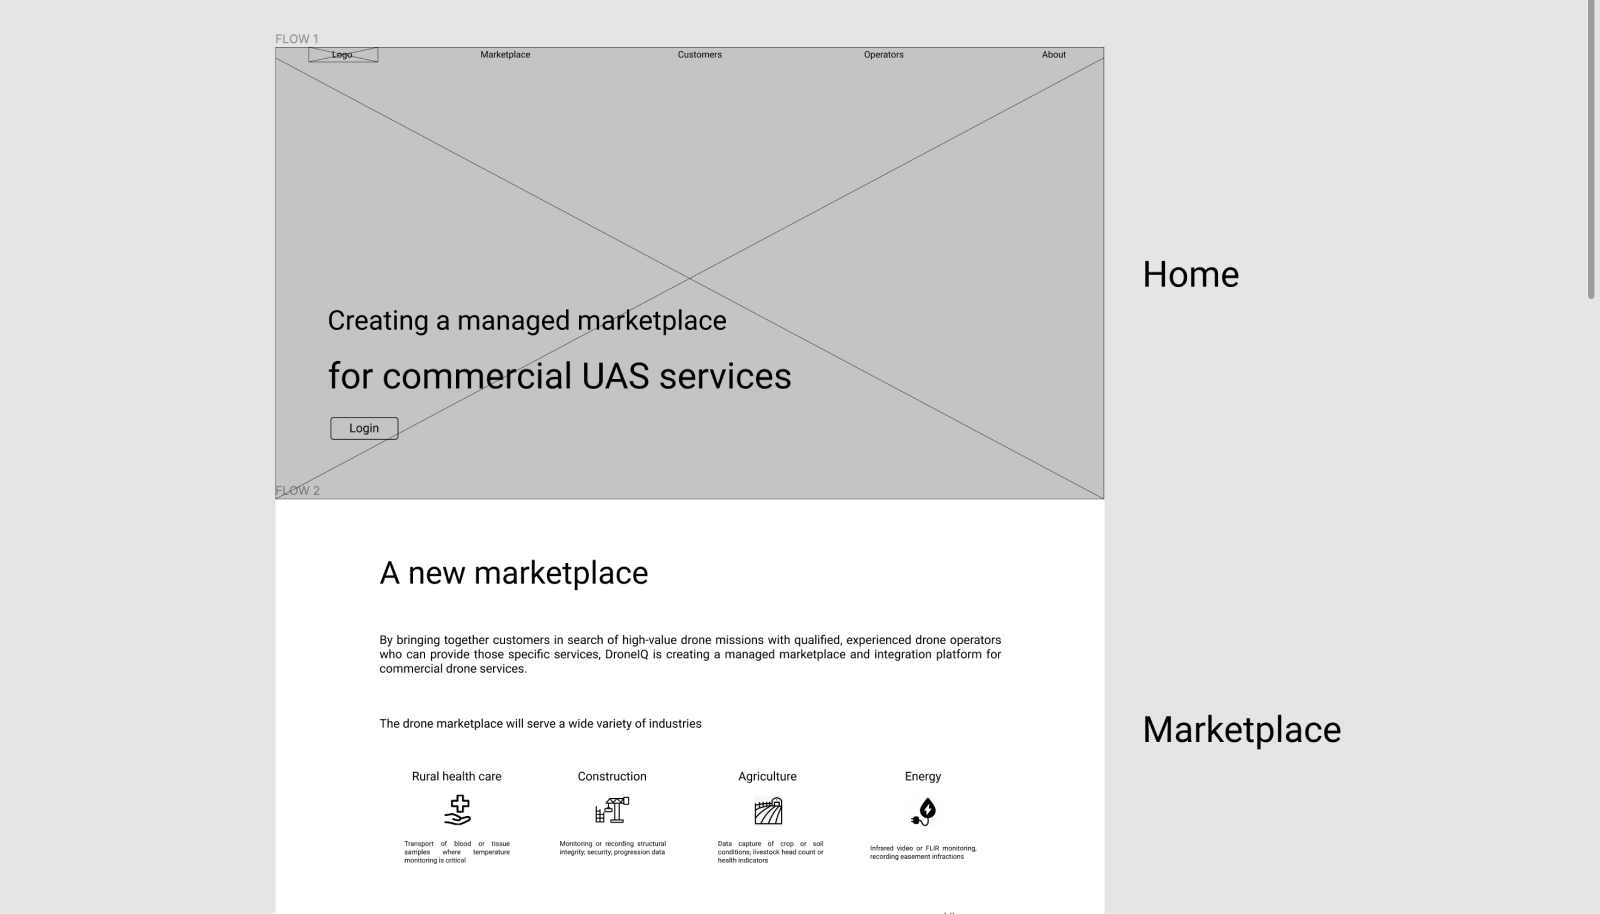 FLOW 1
Logo
Marketplace
Customers
Operators
About
Creating a managed marketplace
for commercial UAS services
Login
Home
FLOW 2
A new marketplace
By bringing together customers in search of high-value drone missions with qualified, experienced drone operators
who can provide those specific services, DroneIQ is creating a managed marketplace and integration platform for
commercial drone services.
The drone marketplace will serve a wide variety of industries
Marketplace
Rural health care
Transport of blood or tissue
samples where temperature
monitoring is critical
Construction
Monitoring or recording structural
integrity; security; progression data
Agriculture
Data capture of crop or soil
conditions; livestock head count or
health indicators
Energy
Infrared video or FLIR monitoring,
recording easement infractions